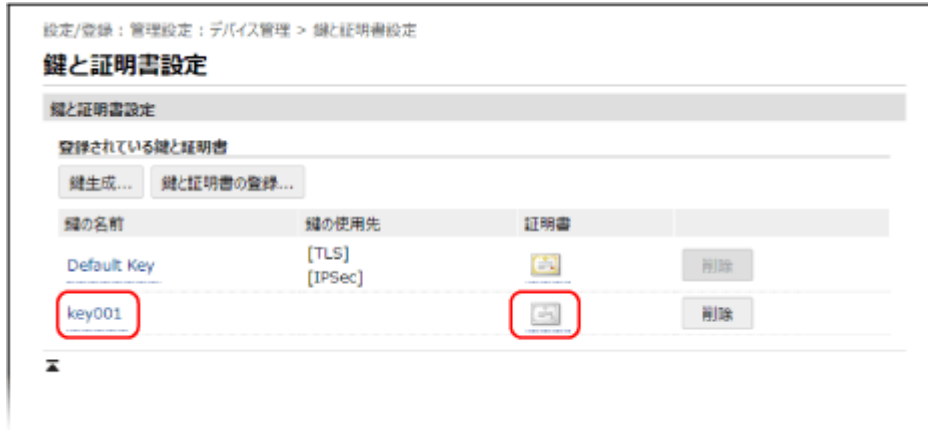 設定/登録 : 管理設定 : デバイス管理 > 鍵と証明書設定
鍵と証明書設定
鍵と証明書設定
登録されている鍵と証明書
鍵生成... 鍵と証明書の登録...
鍵の名前 鍵の使用先 証明書
Default Key [TLS] [IPSec] 削除
key001 削除